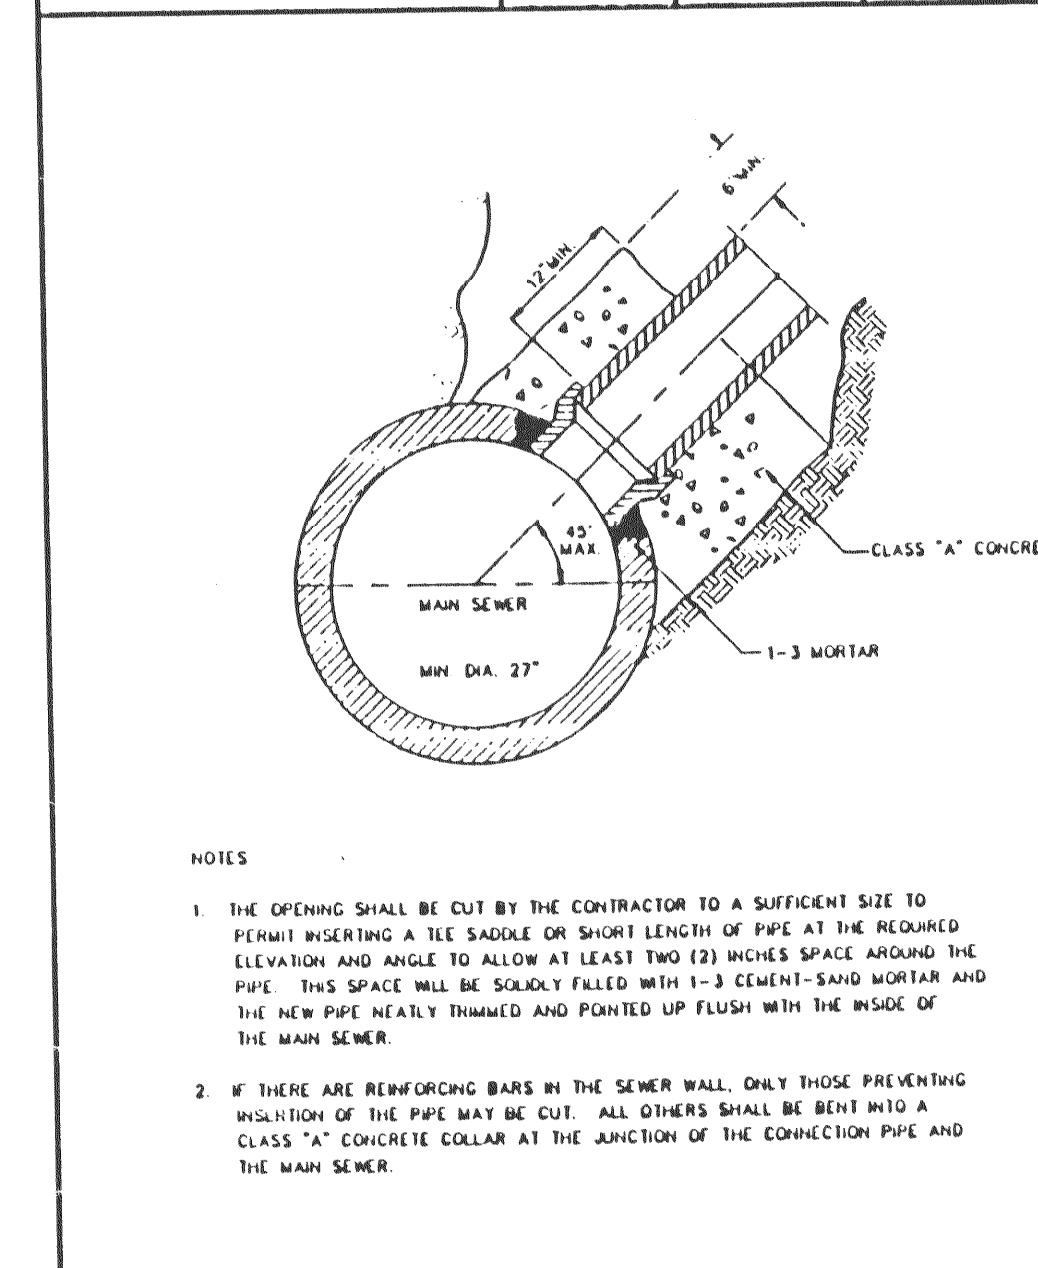 6" MIN.
12" MIN.
45°
MAX.
CLASS "A" CONCRE
MAIN SEWER
1-3 MORTAR
MIN. DIA. 27"
NOTES
1. THE OPENING SHALL BE CUT BY THE CONTRACTOR TO A SUFFICIENT SIZE TO
PERMIT INSERTING A TEE SADDLE OR SHORT LENGTH OF PIPE AT THE REQUIRED
ELEVATION AND ANGLE TO ALLOW AT LEAST TWO (2) INCHES SPACE AROUND THE
PIPE. THIS SPACE WILL BE SOLIDLY FILLED WITH 1-3 CEMENT-SAND MORTAR AND
THE NEW PIPE NEATLY TRIMMED AND POINTED UP FLUSH WITH THE INSIDE OF
THE MAIN SEWER.
2. IF THERE ARE REINFORCING BARS IN THE SEWER WALL, ONLY THOSE PREVENTING
INSERTION OF THE PIPE MAY BE CUT. ALL OTHERS SHALL BE BENT INTO A
CLASS "A" CONCRETE COLLAR AT THE JUNCTION OF THE CONNECTION PIPE AND
THE MAIN SEWER.